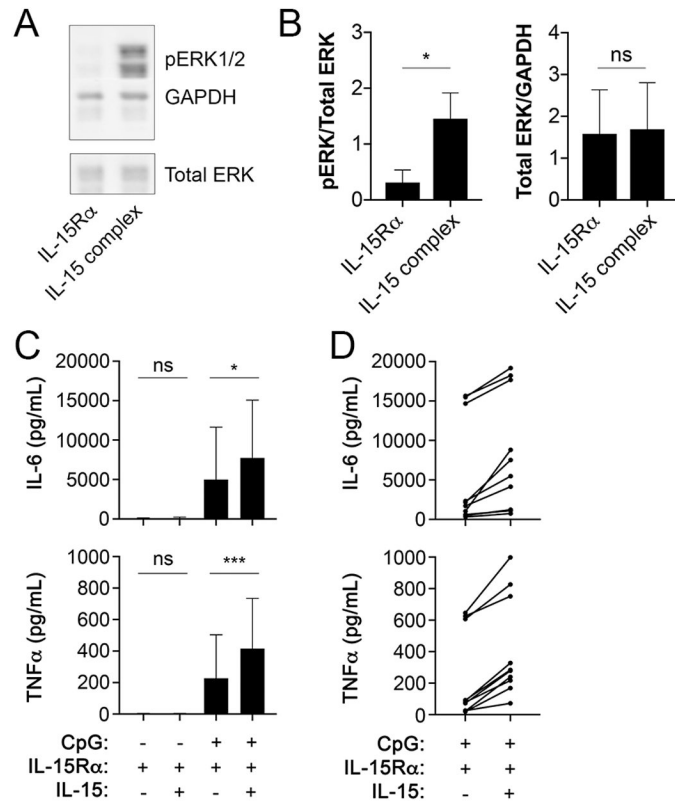 A
pERK1/2
GAPDH
Total ERK
IL-15Rα
IL-15 complex
B
pERK/Total ERK
3
2
1
0
*
IL-15Rα
IL-15 complex
Total ERK/GAPDH
4
3
2
1
0
ns
IL-15Rα
IL-15 complex
C
IL-6 (pg/mL)
20000
15000
10000
5000
0
ns
*
TNFα (pg/mL)
1000
800
600
400
200
0
ns
***
CpG: - - + +
IL-15Rα: + + + +
IL-15: - + - +
D
IL-6 (pg/mL)
20000
15000
10000
5000
0
TNFα (pg/mL)
1000
800
600
400
200
0
CpG: + +
IL-15Rα: + +
IL-15: - +